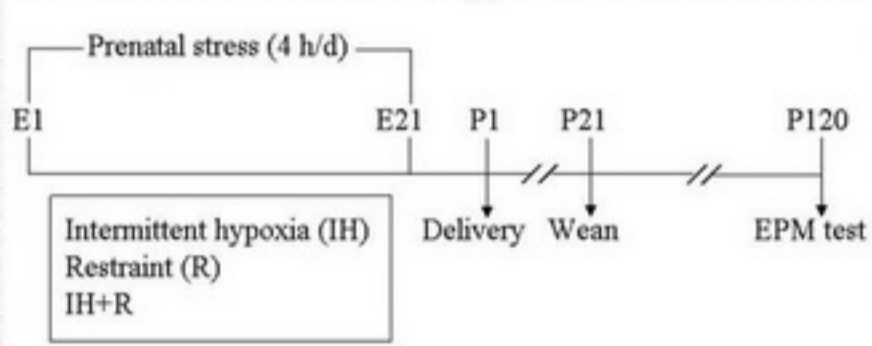 Prenatal stress (4 h/d)
E1 E21 P1 P21 P120
Intermittent hypoxia (IH)
Restraint (R)
IH+R
Delivery Wean EPM test